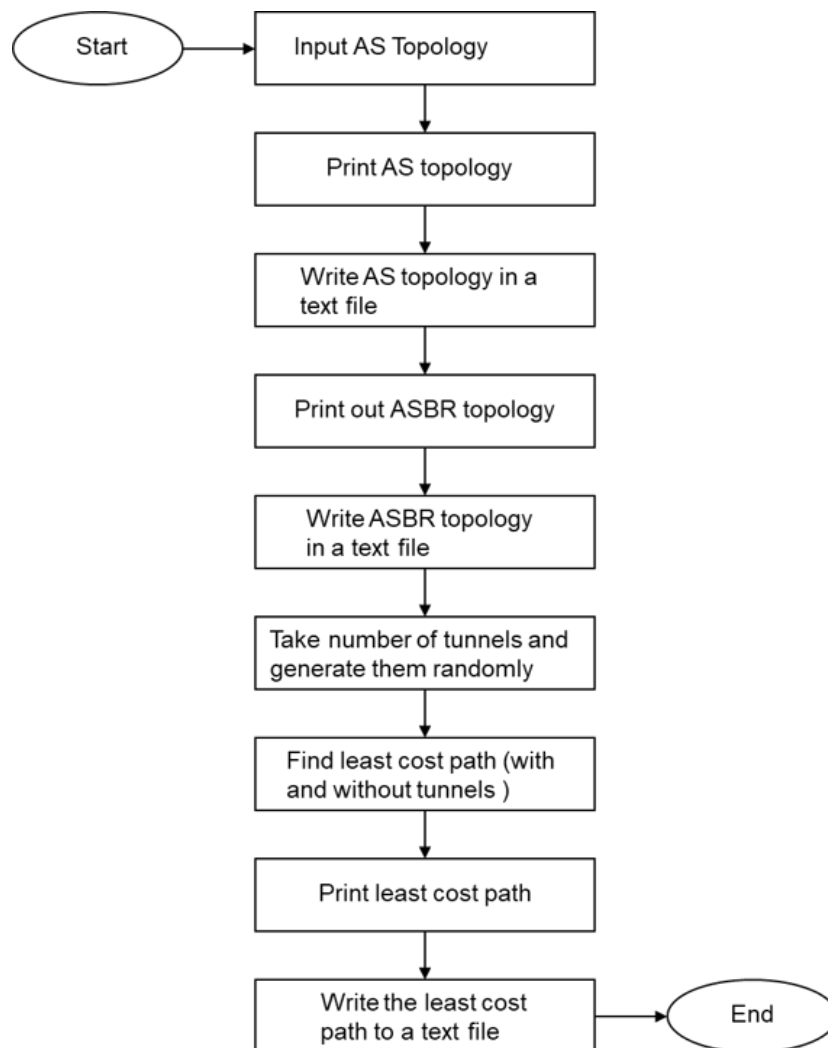 Start
Input AS Topology
Print AS topology
Write AS topology in a
text file
Print out ASBR topology
Write ASBR topology
in a text file
Take number of tunnels and
generate them randomly
Find least cost path (with
and without tunnels )
Print least cost path
Write the least cost
path to a text file
End